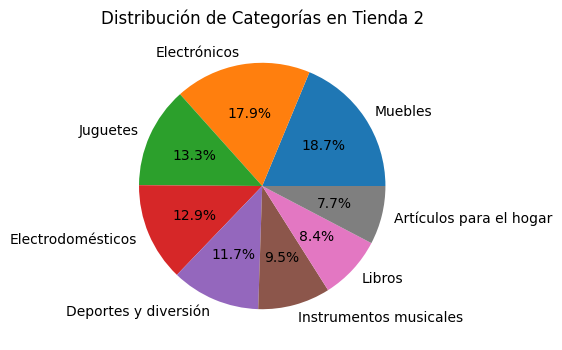 Distribución de Categorías en Tienda 2
Electrónicos
Muebles
17.9%
18.7%
Juguetes
13.3%
7.7%
Artículos para el hogar
12.9%
Electrodomésticos
8.4%
11.7%
9.5%
Libros
Deportes y diversión
Instrumentos musicales